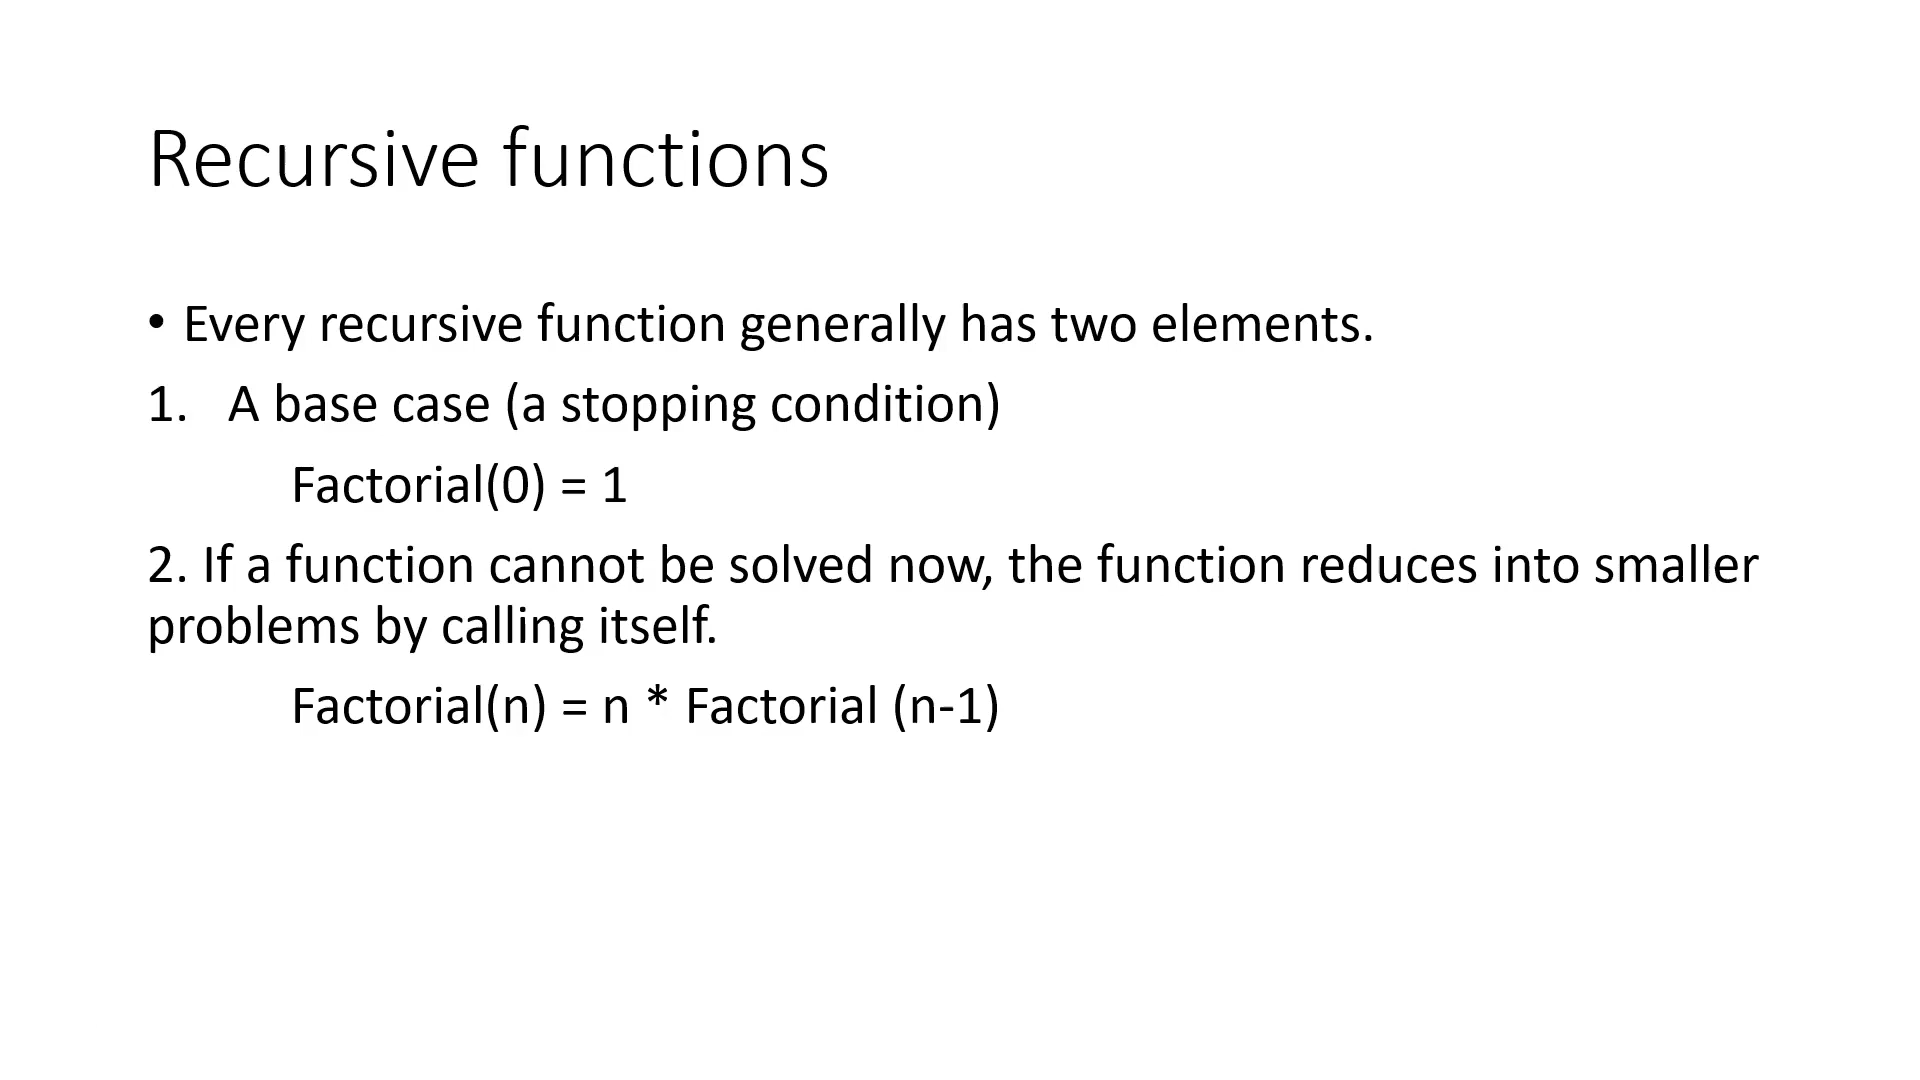 Recursive functions
• Every recursive function generally has two elements.
1. A base case (a stopping condition)
Factorial(0) = 1
2. If a function cannot be solved now, the function reduces into smaller
problems by calling itself.
Factorial(n) = n * Factorial (n-1)